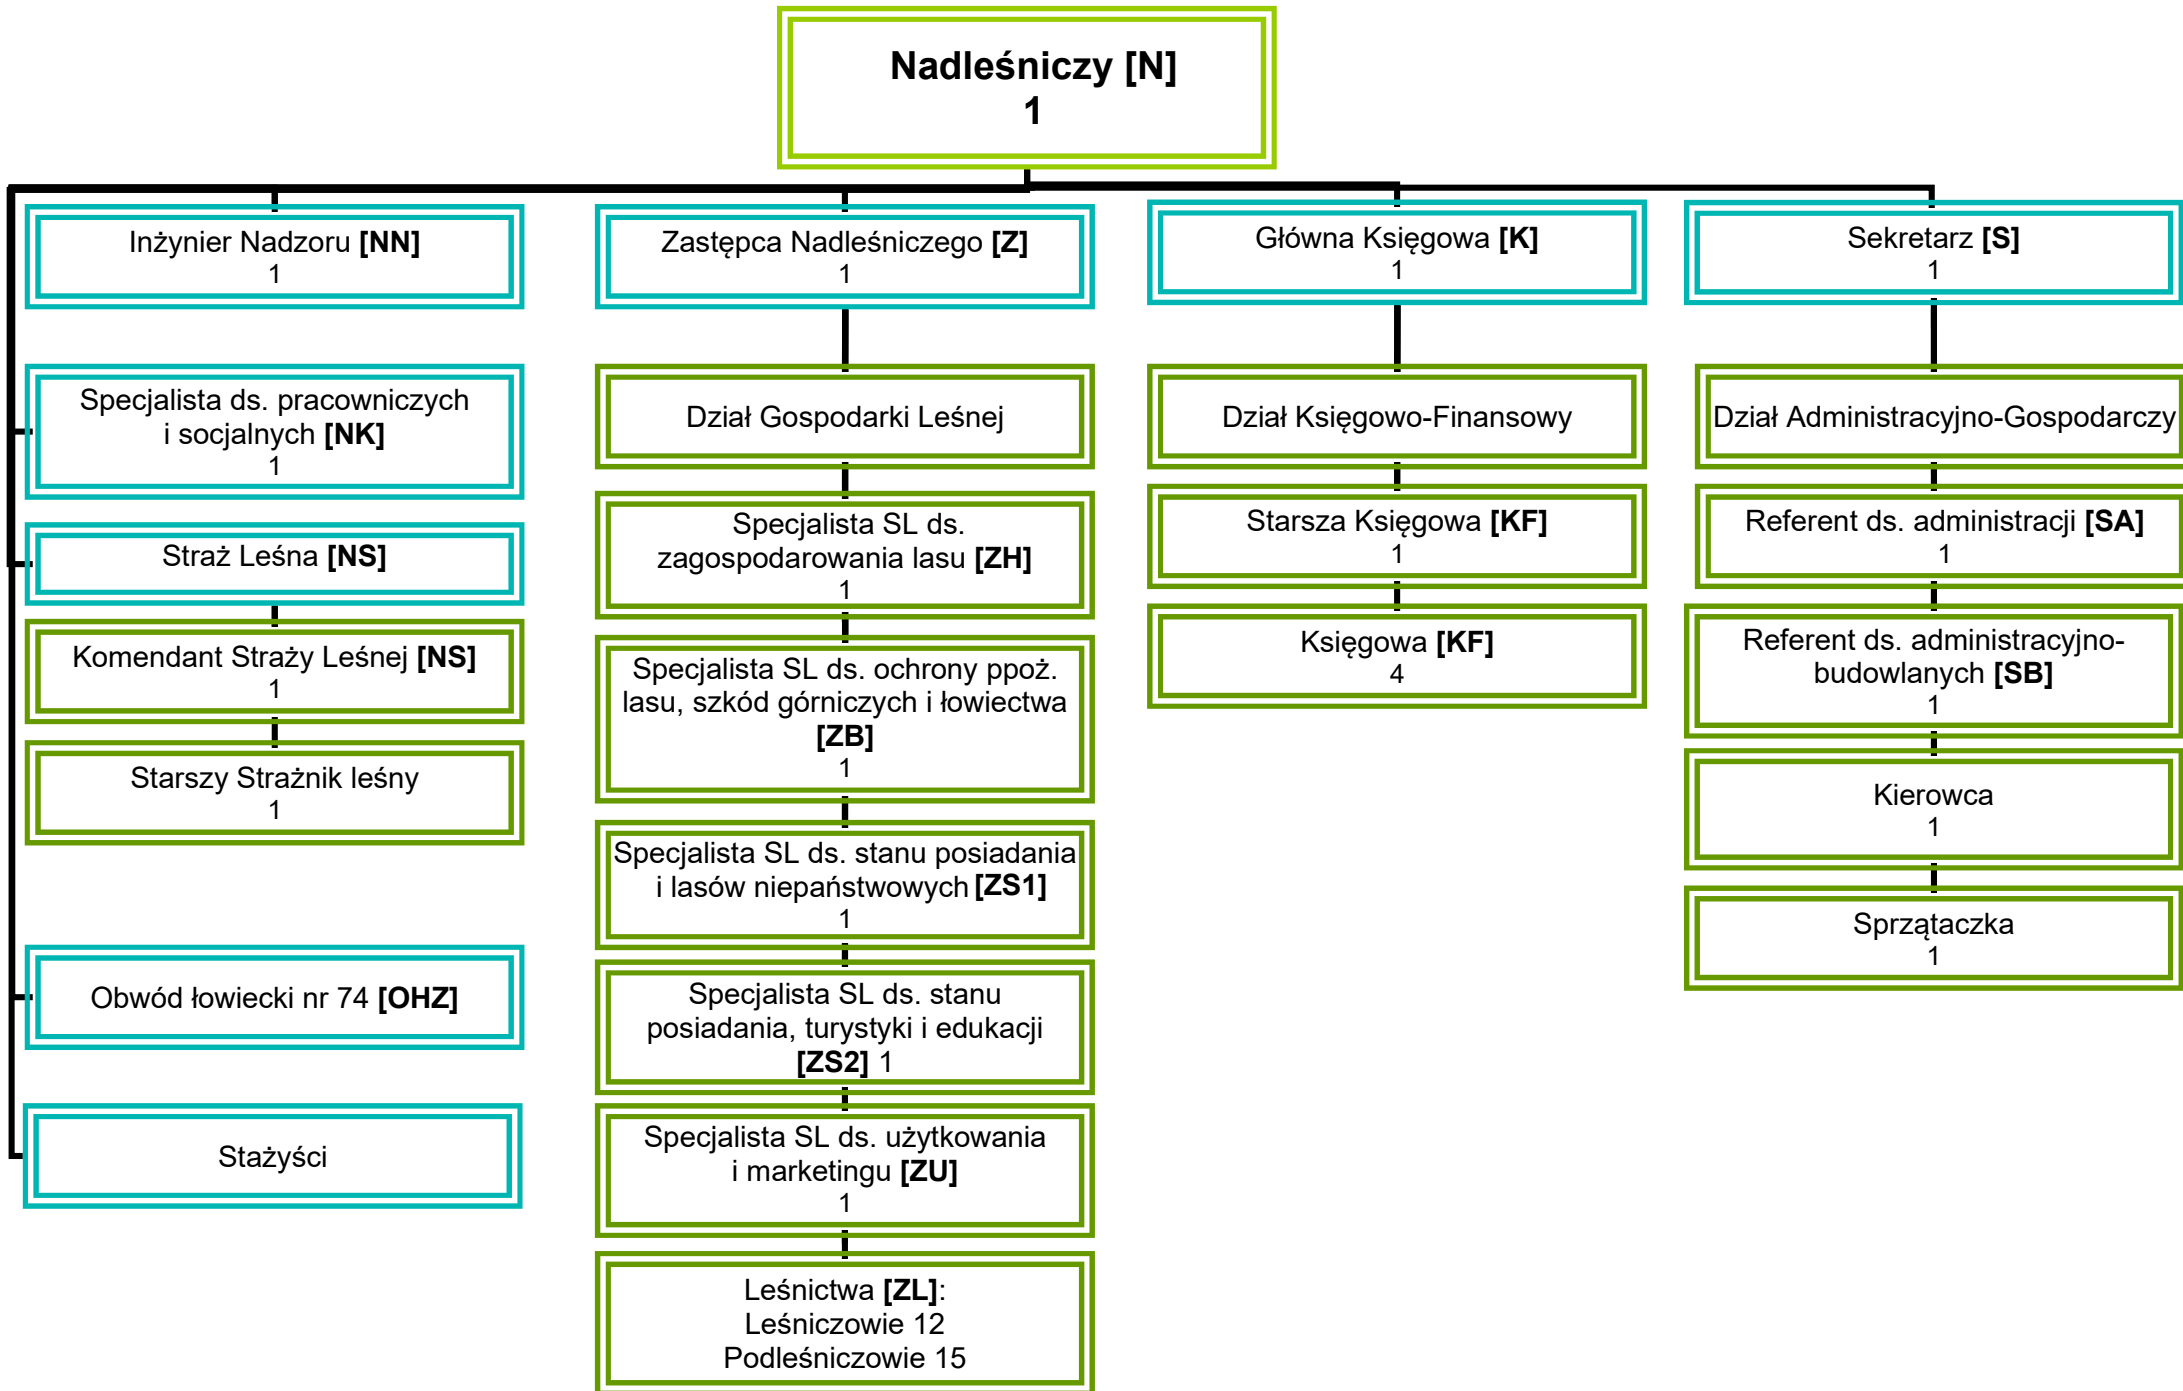 Nadleśniczy [N]
1
Inżynier Nadzoru [NN]
1
Specjalista ds. pracowniczych
i socjalnych [NK]
1
Straż Leśna [NS]
Komendant Straży Leśnej [NS]
1
Starszy Strażnik leśny
1
Obwód łowiecki nr 74 [OHZ]
Stażyści
Zastępca Nadleśniczego [Z]
1
Dział Gospodarki Leśnej
Specjalista SL ds.
zagospodarowania lasu [ZH]
1
Specjalista SL ds. ochrony ppoż.
lasu, szkód górniczych i łowiectwa
[ZB]
1
Specjalista SL ds. stanu posiadania
i lasów niepaństwowych [ZS1]
1
Specjalista SL ds. stanu
posiadania, turystyki i edukacji
[ZS2] 1
Specjalista SL ds. użytkowania
i marketingu [ZU]
1
Leśnictwa [ZL]:
Leśniczowie 12
Podleśniczowie 15
Główna Księgowa [K]
1
Dział Księgowo-Finansowy
Starsza Księgowa [KF]
1
Księgowa [KF]
4
Sekretarz [S]
1
Dział Administracyjno-Gospodarczy
Referent ds. administracji [SA]
1
Referent ds. administracyjno-
budowlanych [SB]
1
Kierowca
1
Sprzątaczka
1